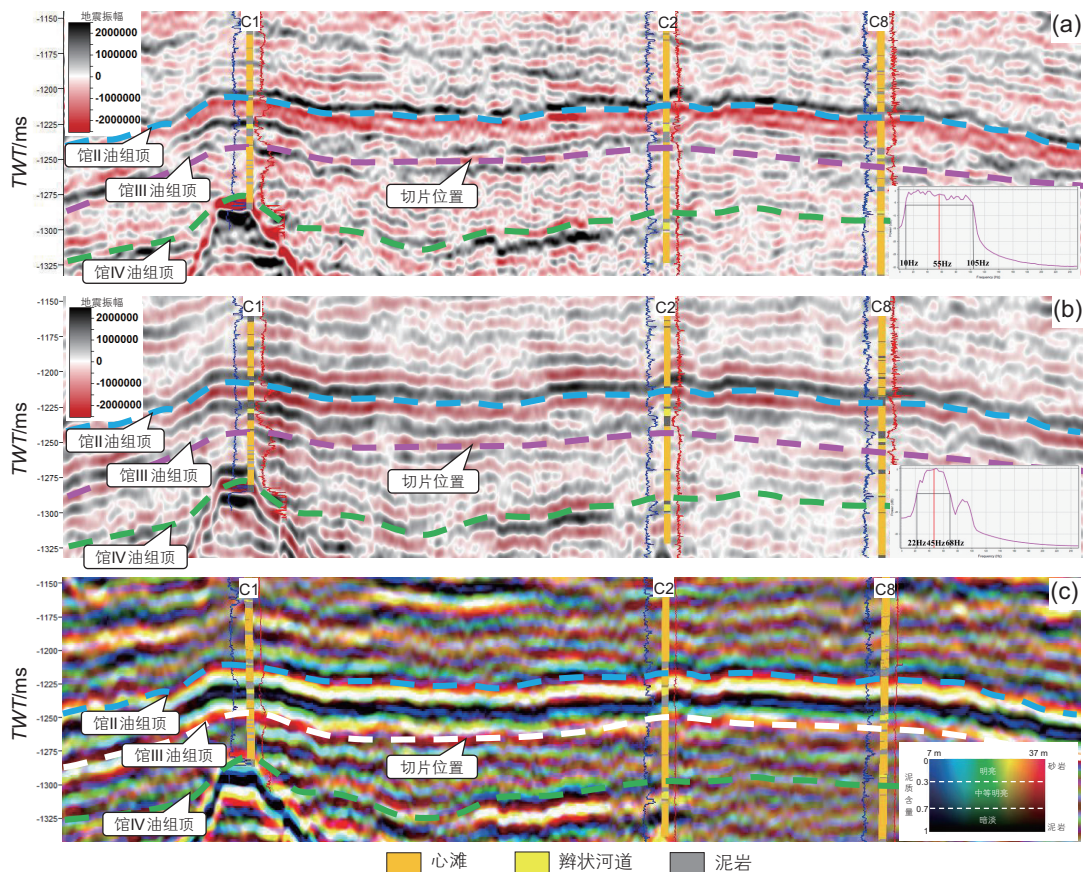 地震振幅
2000000
1000000
0
-1000000
-2000000
C1
C2
C8
(a)
-1150
-1175
-1200
-1225
-1250
-1275
-1300
-1325
TWT/ms
馆II油组顶
馆III油组顶
馆IV油组顶
切片位置
10Hz
55Hz
105Hz
Frequency (Hz)
地震振幅
2000000
1000000
0
-1000000
-2000000
C1
C2
C8
(b)
-1150
-1175
-1200
-1225
-1250
-1275
-1300
-1325
TWT/ms
馆II油组顶
馆III油组顶
馆IV油组顶
切片位置
22Hz
45Hz
68Hz
Frequency (Hz)
C1
C2
C8
(c)
-1150
-1175
-1200
-1225
-1250
-1275
-1300
-1325
TWT/ms
馆II油组顶
馆III油组顶
馆IV油组顶
切片位置
7 m
37 m
0
0.3
0.7
1
泥质含量
明亮
中等明亮
暗淡
砂岩
泥岩
心滩
辫状河道
泥岩